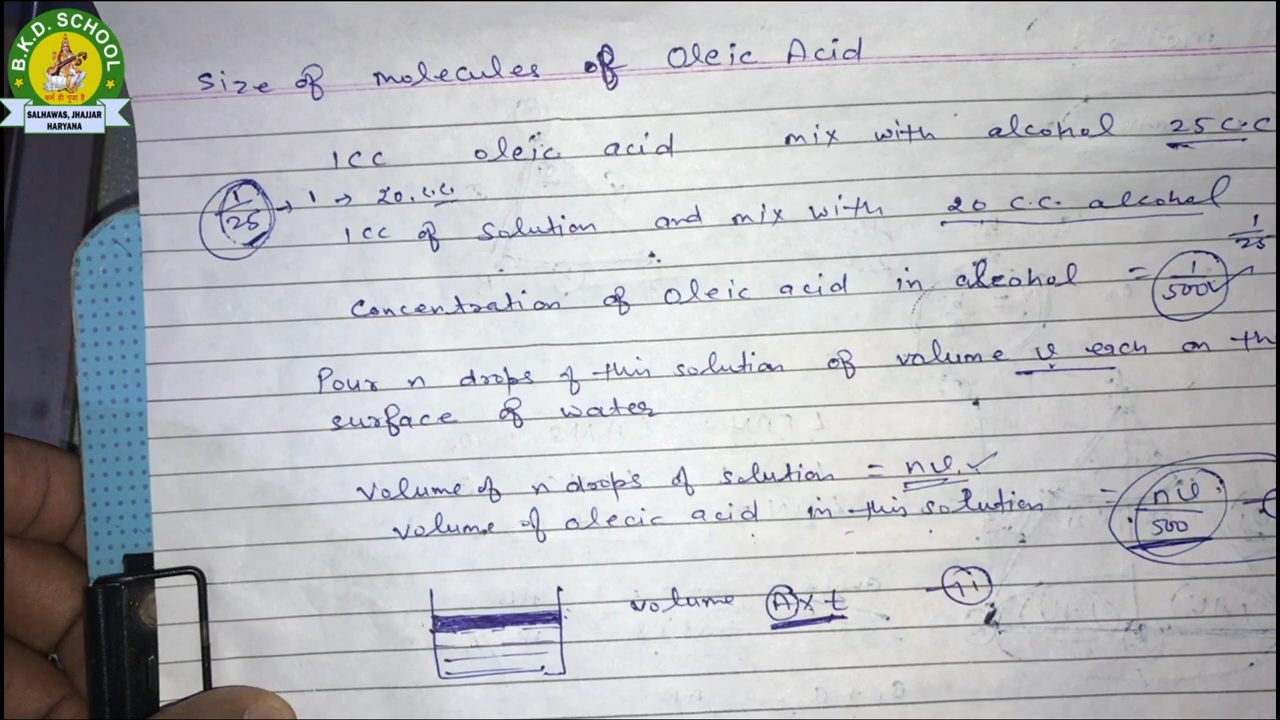 B.K.D. SCHOOL
कर्म ही पूजा है
SALHAWAS, JHAJJAR
HARYANA
Size of molecules of Oleic Acid
1CC oleic acid mix with alcohol 25 C.C
1/25 → 1 → 20. C.C.
1CC of solution and mix with 20 C.C. alcohol
1/25
Concentration of oleic acid in alcohol = 1/500
Pour n drops of this solution of volume v each on th
surface of water
Volume of n drops of solution = nv.
volume of olecic acid in this solution = nv/500
volume A x t - ii